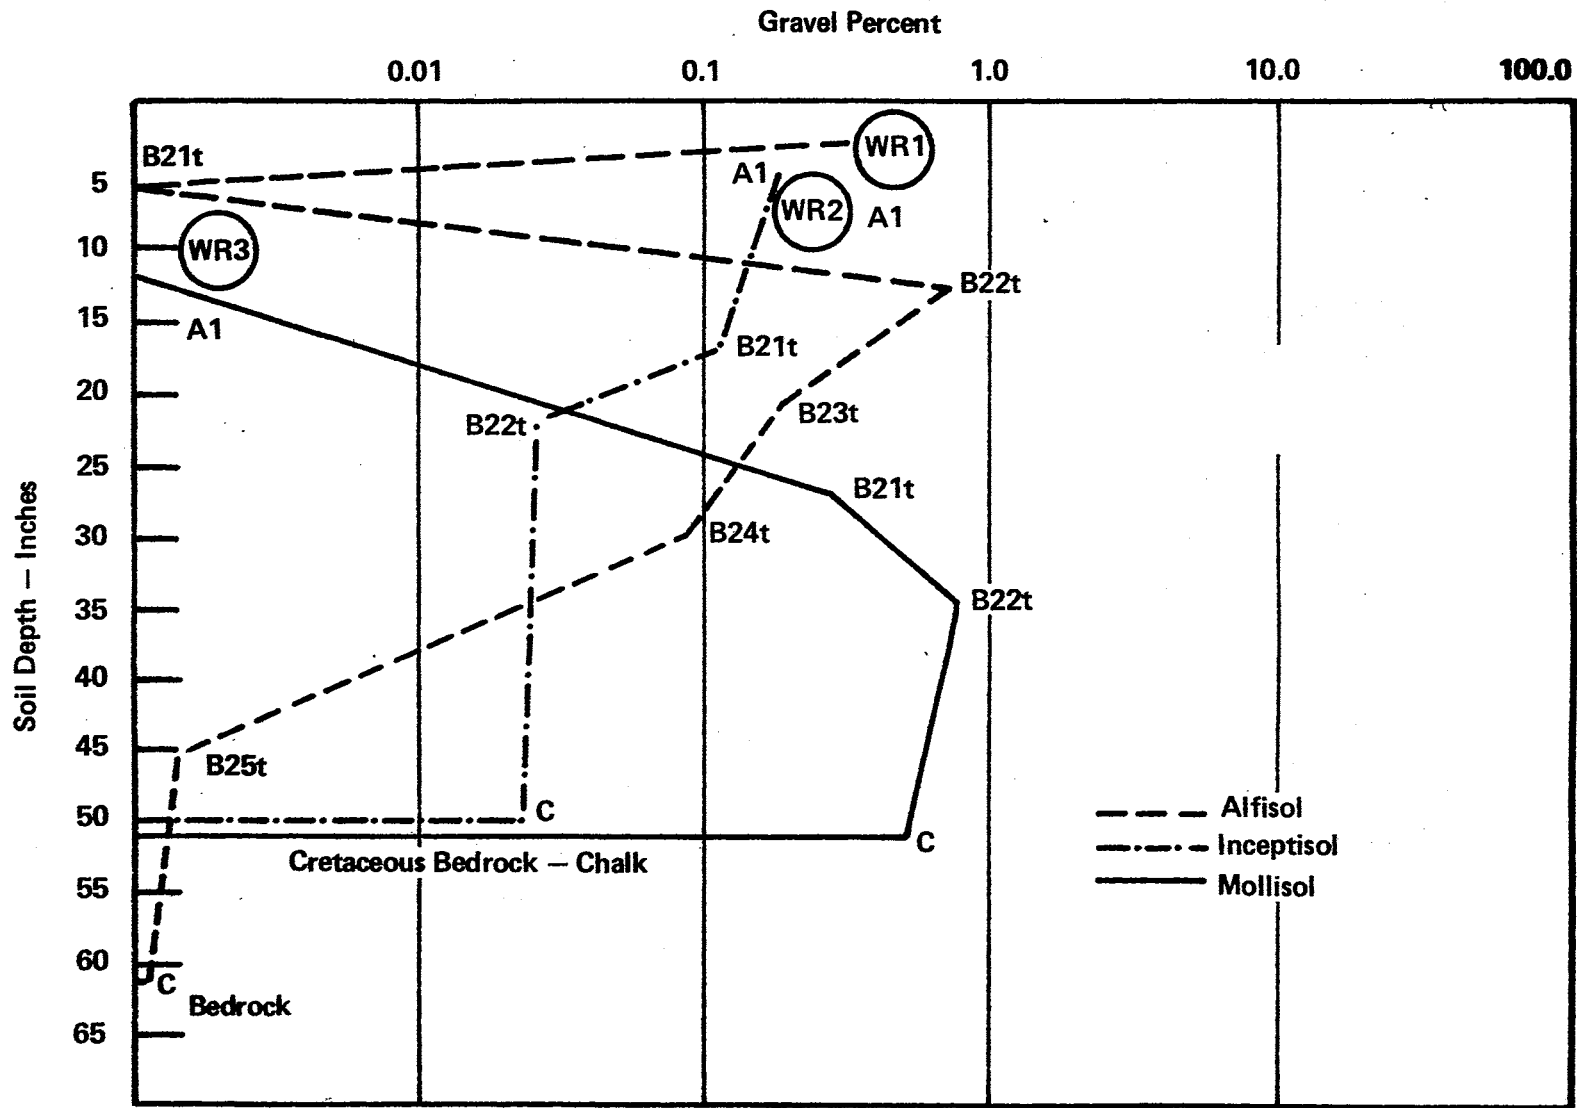 Gravel Percent
0.01 0.1 1.0 10.0 100.0
WR1
B21t
A1
5
WR2 A1
10 WR3
B22t
15 A1
B21t
20
B23t
B22t
25
B21t
30 B24t
35 B22t
40
45
B25t
50 C
C
Cretaceous Bedrock — Chalk
55
60
C
Bedrock
65
Soil Depth — Inches
Alfisol
Inceptisol
Mollisol